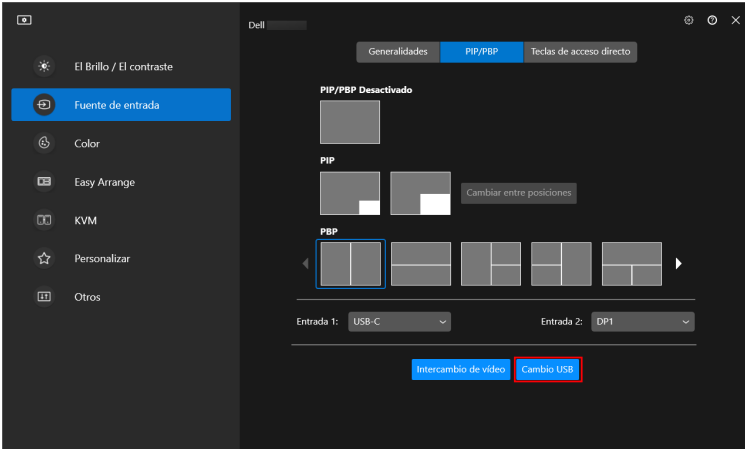 Dell
Generalidades
PIP/PBP
Teclas de acceso directo
El Brillo / El contraste
Fuente de entrada
Color
Easy Arrange
KVM
Personalizar
Otros
PIP/PBP Desactivado
PIP
Cambiar entre posiciones
PBP
Entrada 1:
USB-C
Entrada 2:
DP1
Intercambio de vídeo
Cambio USB